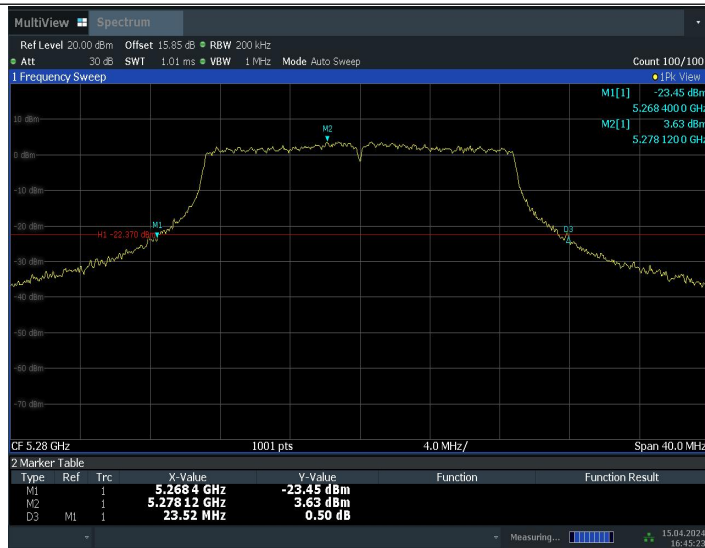 MultiView Spectrum
Ref Level 20.00 dBm Offset 15.85 dB RBW 200 kHz
Att 30 dB SWT 1.01 ms VBW 1 MHz Mode Auto Sweep Count 100/100
1 Frequency Sweep 1Pk View
M1[1] -23.45 dBm
5.268 400 0 GHz
M2[1] 3.63 dBm
5.278 120 0 GHz
10 dBm
M2
0 dBm
-10 dBm
-20 dBm
M1
D3
H1 -22.370 dBm
-30 dBm
-40 dBm
-50 dBm
-60 dBm
-70 dBm
CF 5.28 GHz 1001 pts 4.0 MHz/ Span 40.0 MHz
2 Marker Table
Type Ref Trc X-Value Y-Value Function Function Result
M1 1 5.268 4 GHz -23.45 dBm
M2 1 5.278 12 GHz 3.63 dBm
D3 M1 1 23.52 MHz 0.50 dB
Measuring... 15.04.2024
16:45:23